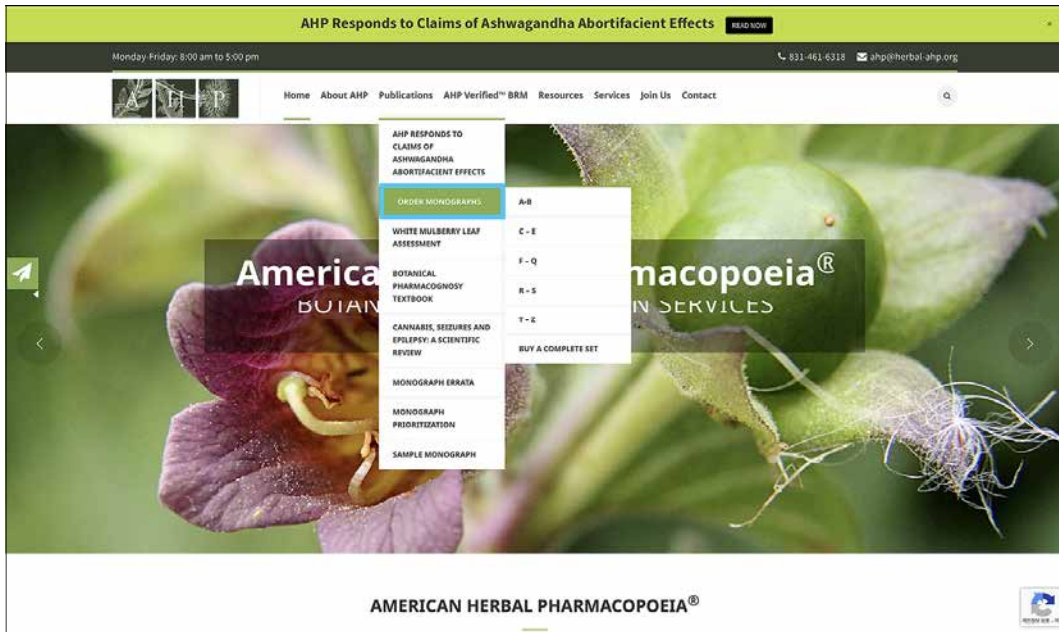 AHP Responds to Claims of Ashwagandha Abortifacient Effects READ NOW
Monday-Friday: 8:00 am to 5:00 pm
831-461-6318 ahp@herbal-ahp.org
A H P
Home About AHP Publications AHP Verified™ BRM Resources Services Join Us Contact
AHP RESPONDS TO
CLAIMS OF
ASHWAGANDHA
ABORTIFACIENT EFFECTS
ORDER MONOGRAPHS
WHITE MULBERRY LEAF
ASSESSMENT
BOTANICAL
PHARMACOGNOSY
TEXTBOOK
CANNABIS, SEIZURES AND
EPILEPSY: A SCIENTIFIC
REVIEW
MONOGRAPH ERRATA
MONOGRAPH
PRIORITIZATION
SAMPLE MONOGRAPH
A-B
C – E
F – Q
R – S
T – Z
BUY A COMPLETE SET
America macopoeia®
BOTAN N SERVICES
AMERICAN HERBAL PHARMACOPOEIA®